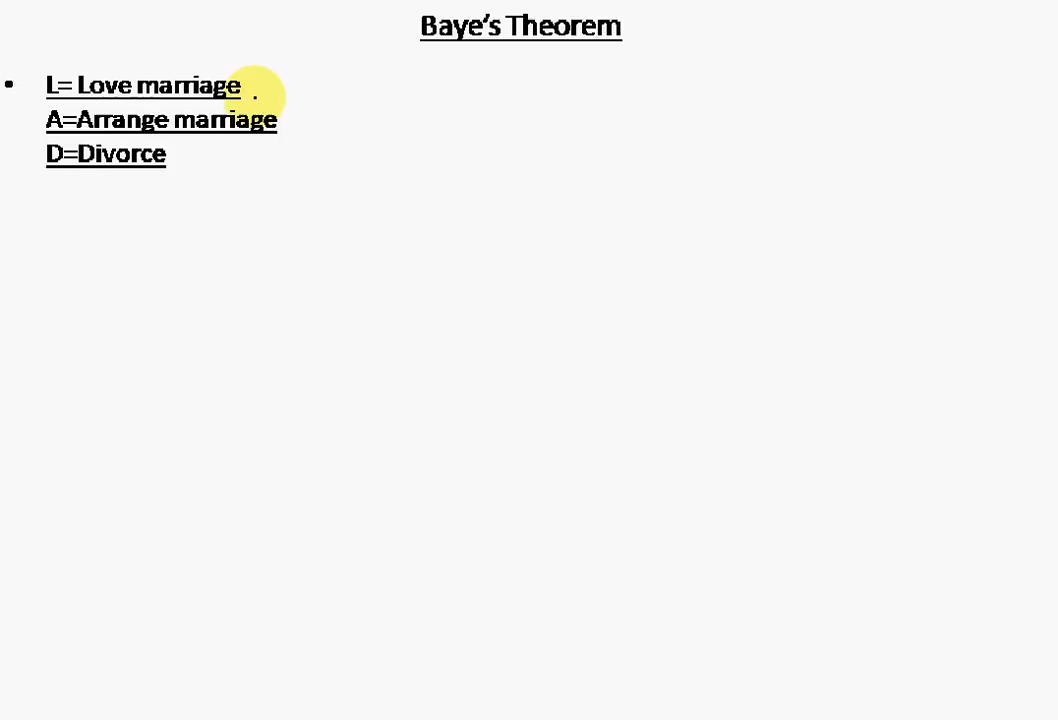 Baye's Theorem
• L= Love marriage
A=Arrange marriage
D=Divorce